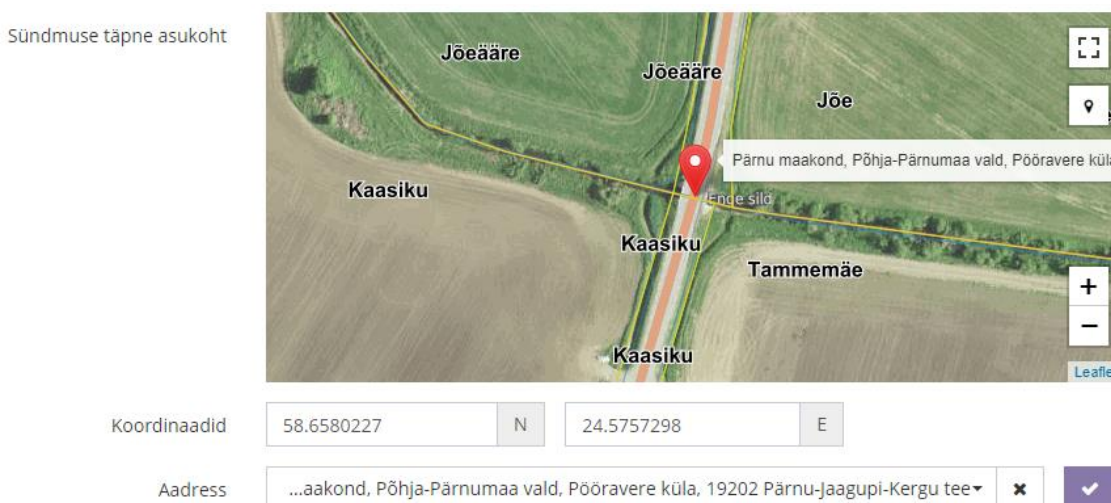 Sündmuse täpne asukoht
Jõeääre
Jõeääre
Jõe
Pärnu maakond, Põhja-Pärnumaa vald, Pööravere küla
Kaasiku
Enge sild
Kaasiku
Tammemäe
+
−
Kaasiku
Leafle
Koordinaadid
58.6580227 N 24.5757298 E
Aadress
...aakond, Põhja-Pärnumaa vald, Pööravere küla, 19202 Pärnu-Jaagupi-Kergu tee